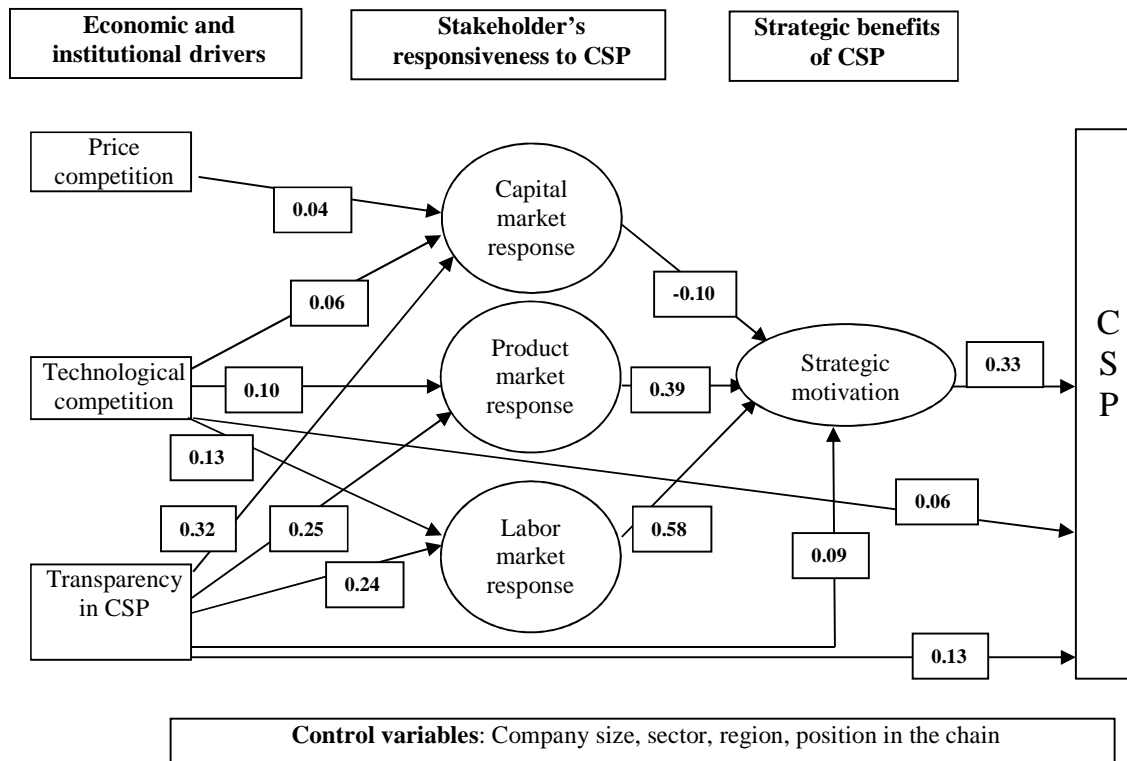 Economic and
institutional drivers
Stakeholder's
responsiveness to CSP
Strategic benefits
of CSP
Price
competition
0.04
Capital
market
response
0.06
-0.10
Technological
competition
0.10
Product
market
response
0.39
Strategic
motivation
0.33
C
S
P
0.13
0.06
0.32
0.25
Labor
market
response
0.58
0.09
Transparency
in CSP
0.24
0.13
Control variables: Company size, sector, region, position in the chain